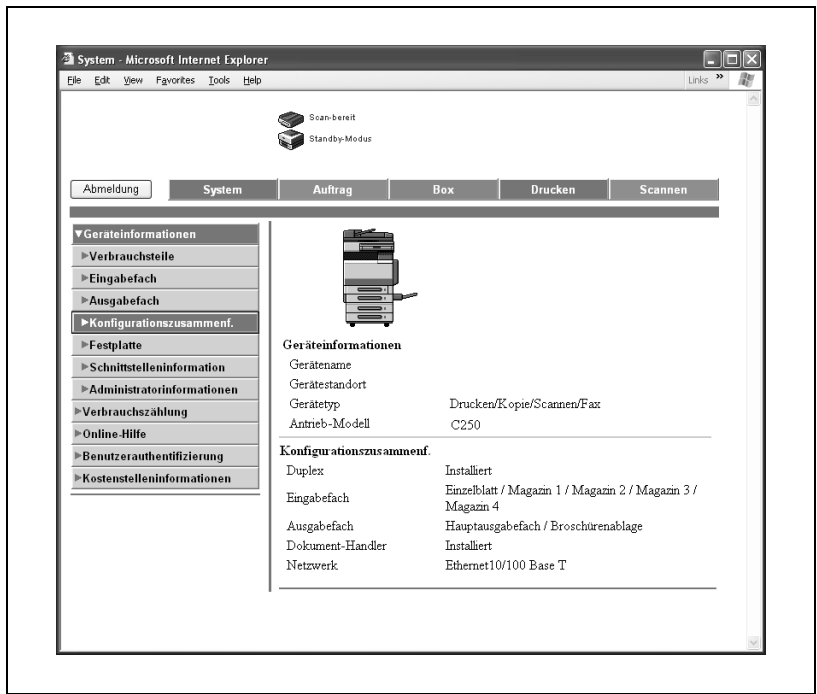 System - Microsoft Internet Explorer
File Edit View Favorites Tools Help
Links »
Scan-bereit
Standby-Modus
Abmeldung
System Auftrag Box Drucken Scannen
Geräteinformationen
Verbrauchsteile
Eingabefach
Ausgabefach
Konfigurationszusammenf.
Festplatte
Schnittstelleninformation
Administratorinformationen
Verbrauchszählung
Online-Hilfe
Benutzerauthentifizierung
Kostenstelleninformationen
Geräteinformationen
Gerätename
Gerätestandort
Gerätetyp Drucken/Kopie/Scannen/Fax
Antrieb-Modell C250
Konfigurationszusammenf.
Duplex Installiert
Eingabefach Einzelblatt / Magazin 1 / Magazin 2 / Magazin 3 /
Magazin 4
Ausgabefach Hauptausgabefach / Broschürenablage
Dokument-Handler Installiert
Netzwerk Ethernet10/100 Base T